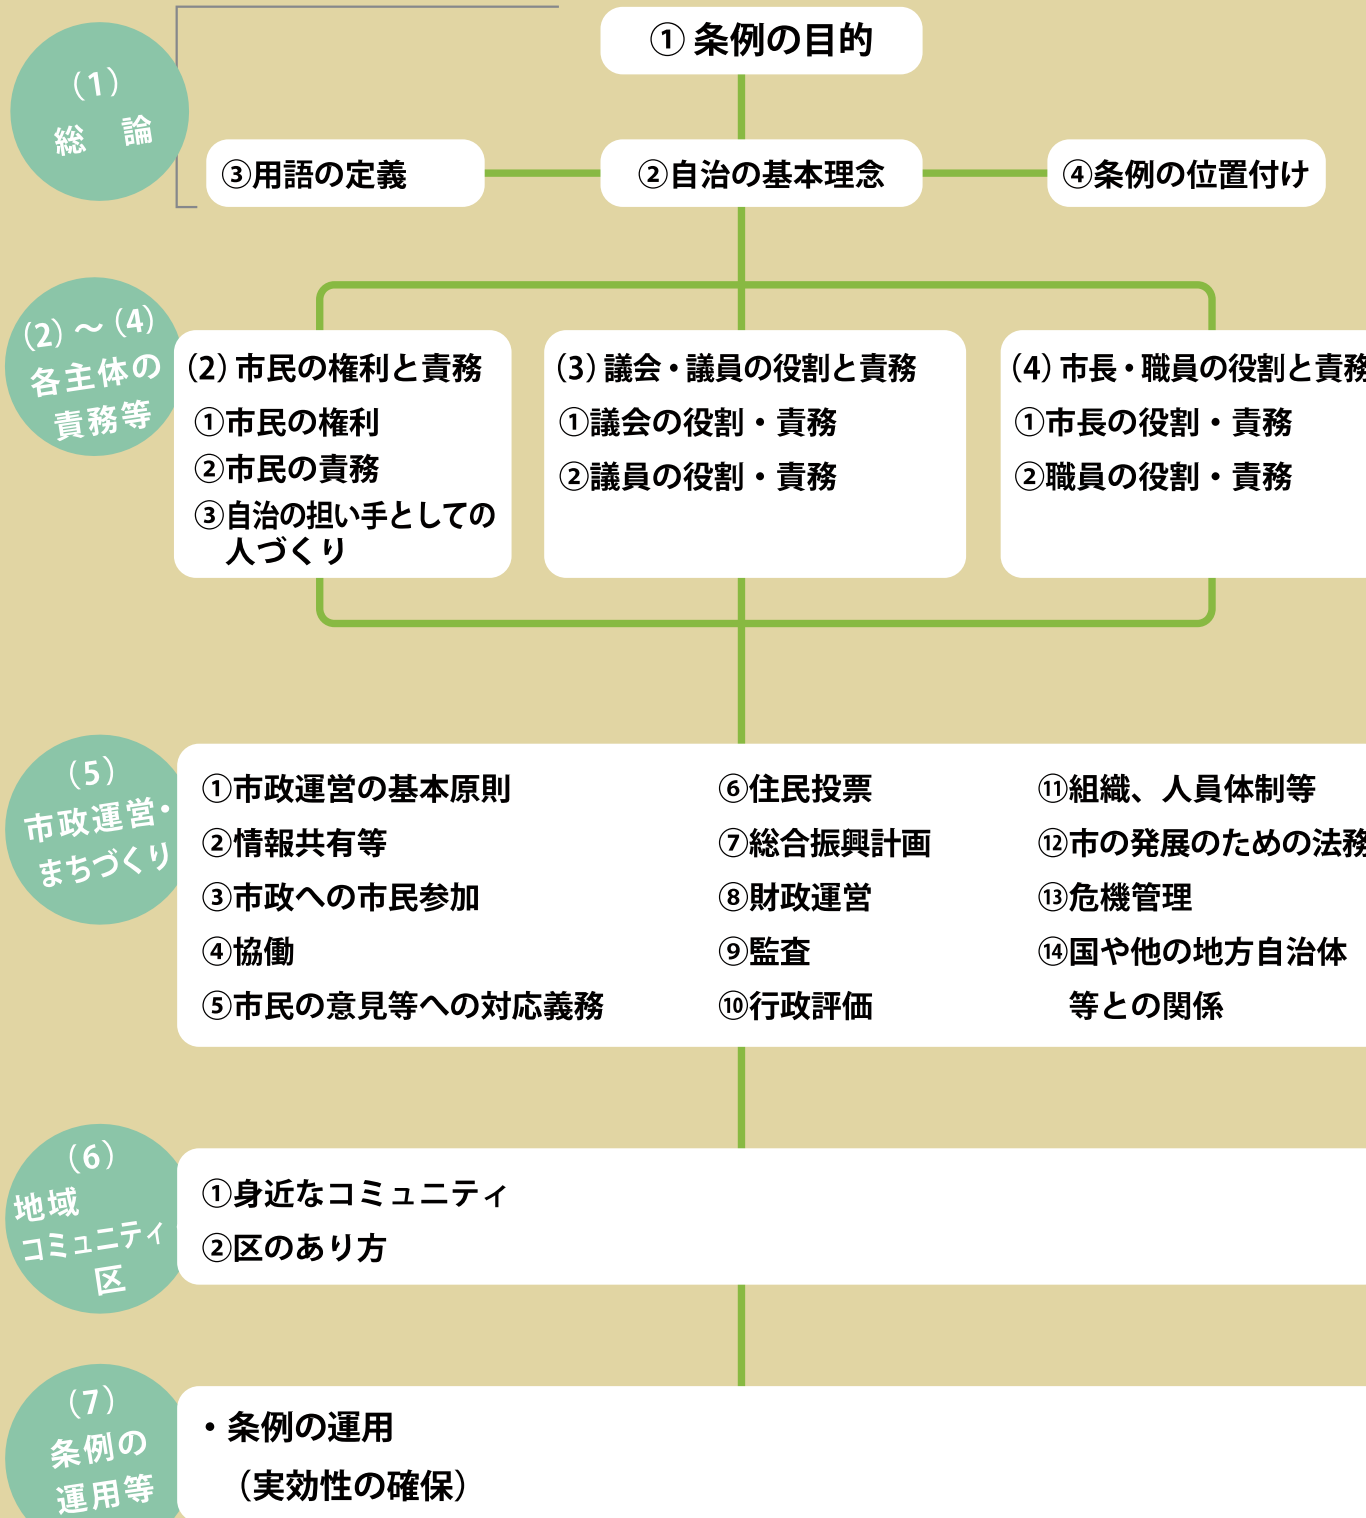 (1)
総 論
①条例の目的
③用語の定義
②自治の基本理念
④条例の位置付け
(2)～(4)
各主体の
責務等
(2)市民の権利と責務
①市民の権利
②市民の責務
③自治の担い手としての
人づくり
(3)議会・議員の役割と責務
①議会の役割・責務
②議員の役割・責務
(4)市長・職員の役割と責務
①市長の役割・責務
②職員の役割・責務
(5)
市政運営・
まちづくり
①市政運営の基本原則
②情報共有等
③市政への市民参加
④協働
⑤市民の意見等への対応義務
⑥住民投票
⑦総合振興計画
⑧財政運営
⑨監査
⑩行政評価
⑪組織、人員体制等
⑫市の発展のための法務
⑬危機管理
⑭国や他の地方自治体
等との関係
(6)
地域
コミュニティ
区
①身近なコミュニティ
②区のあり方
(7)
条例の
運用等
・条例の運用
（実効性の確保）